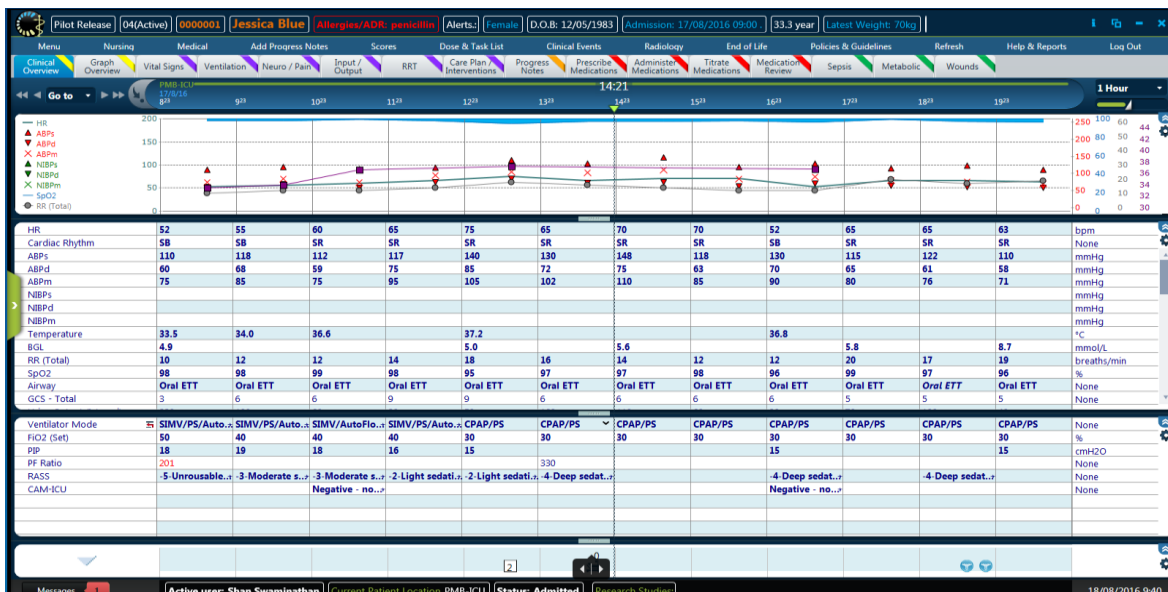 Pilot Release 04(Active) 0000001 Jessica Blue Allergies/ADR: penicillin Alerts.: Female D.O.B: 12/05/1983 Admission: 17/08/2016 09:00 . 33.3 year Latest Weight: 70kg
Menu Nursing Medical Add Progress Notes Scores Dose & Task List Clinical Events Radiology End of Life Policies & Guidelines Refresh Help & Reports Log Out
Clinical Overview Graph Overview Vital Signs Ventilation Neuro / Pain Input / Output RRT Care Plan / Interventions Progress Notes Prescribe Medications Administer Medications Titrate Medications Medication Review Sepsis Metabolic Wounds
PMB-ICU 14:21
Go to 17/8/16 1 Hour
8²³ 9²³ 10²³ 11²³ 12²³ 13²³ 14²³ 15²³ 16²³ 17²³ 18²³ 19²³
HR
ABPs
ABPd
ABPm
NIBPs
NIBPd
NIBPm
SpO2
RR (Total)
200
150
100
50
0
250 100 60
200 80 50 44
42
150 60 40 40
38
100 40 30 36
50 20 20 34
10 32
0 0 0 30
HR 52 55 60 65 75 65 70 70 52 65 65 63 bpm
Cardiac Rhythm SB SB SR SR SR SR SR SR SR SR SR SR None
ABPs 110 118 112 117 140 130 148 118 130 115 122 110 mmHg
ABPd 60 68 59 75 85 72 75 63 70 65 61 58 mmHg
ABPm 75 85 75 95 105 102 110 85 90 80 76 71 mmHg
NIBPs mmHg
NIBPd mmHg
NIBPm mmHg
Temperature 33.5 34.0 36.6 37.2 36.8 °C
BGL 4.9 5.0 5.6 5.8 8.7 mmol/L
RR (Total) 10 12 12 14 18 16 14 12 12 20 17 19 breaths/min
SpO2 98 98 99 98 95 97 97 98 96 99 97 96 %
Airway Oral ETT Oral ETT Oral ETT Oral ETT Oral ETT Oral ETT Oral ETT Oral ETT Oral ETT Oral ETT Oral ETT Oral ETT None
GCS - Total 3 6 6 9 9 6 6 6 6 5 5 5 None
Ventilator Mode SIMV/PS/Auto.. SIMV/PS/Auto.. SIMV/AutoFlo.. SIMV/PS/Auto.. CPAP/PS CPAP/PS CPAP/PS CPAP/PS CPAP/PS CPAP/PS CPAP/PS CPAP/PS None
FiO2 (Set) 50 40 40 40 30 30 30 30 30 30 30 30 %
PIP 18 19 18 16 15 15 15 cmH2O
PF Ratio 201 330 None
RASS -5-Unrousable.. -3-Moderate s.. -3-Moderate s.. -2-Light sedati.. -2-Light sedati.. -4-Deep sedat.. -4-Deep sedat.. -4-Deep sedat.. None
CAM-ICU Negative - no.. Negative - no.. None
2
Messages 1 Active user: Shan Swaminathan Current Patient Location PMB-ICU Status: Admitted Research Studies: 18/08/2016 9:40